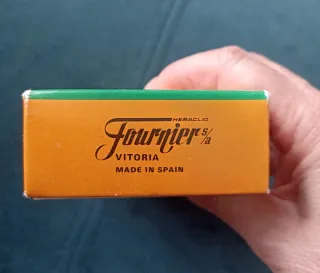 HERACLIO
Fournier s/a
VITORIA
MADE IN SPAIN